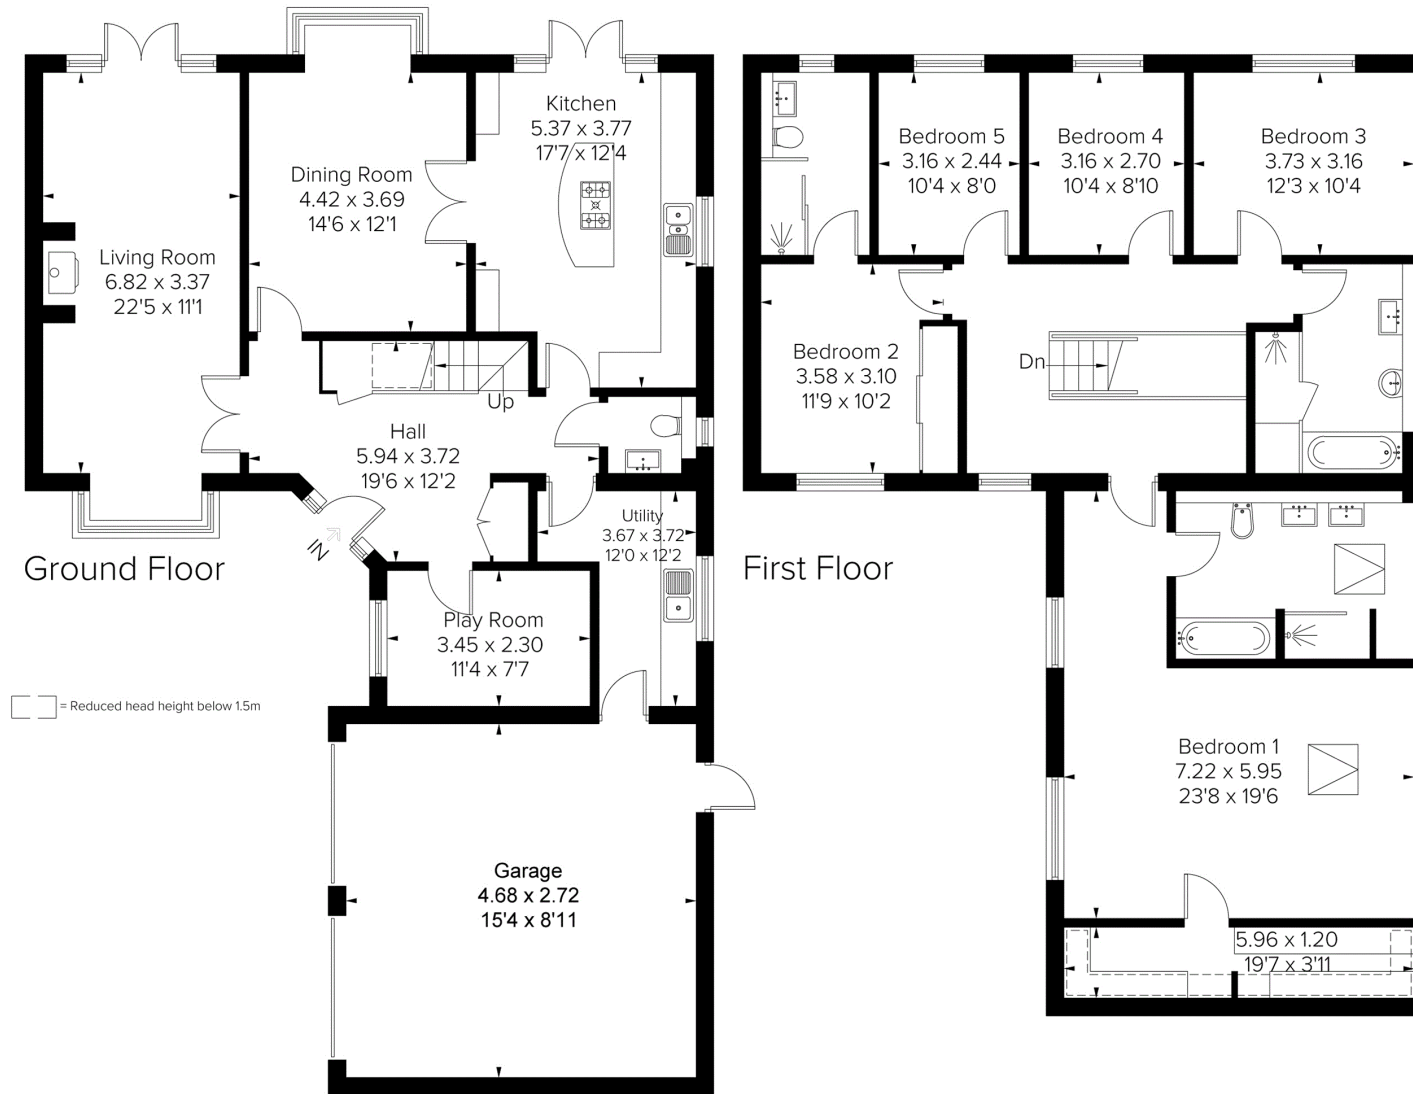 Living Room
6.82 x 3.37
22'5 x 11'1
Dining Room
4.42 x 3.69
14'6 x 12'1
Kitchen
5.37 x 3.77
17'7 x 12'4
Up
Hall
5.94 x 3.72
19'6 x 12'2
IN
Utility
3.67 x 3.72
12'0 x 12'2
Play Room
3.45 x 2.30
11'4 x 7'7
Garage
4.68 x 2.72
15'4 x 8'11
Ground Floor
= Reduced head height below 1.5m
Bedroom 5
3.16 x 2.44
10'4 x 8'0
Bedroom 4
3.16 x 2.70
10'4 x 8'10
Bedroom 3
3.73 x 3.16
12'3 x 10'4
Bedroom 2
3.58 x 3.10
11'9 x 10'2
Dn
First Floor
Bedroom 1
7.22 x 5.95
23'8 x 19'6
5.96 x 1.20
19'7 x 3'11